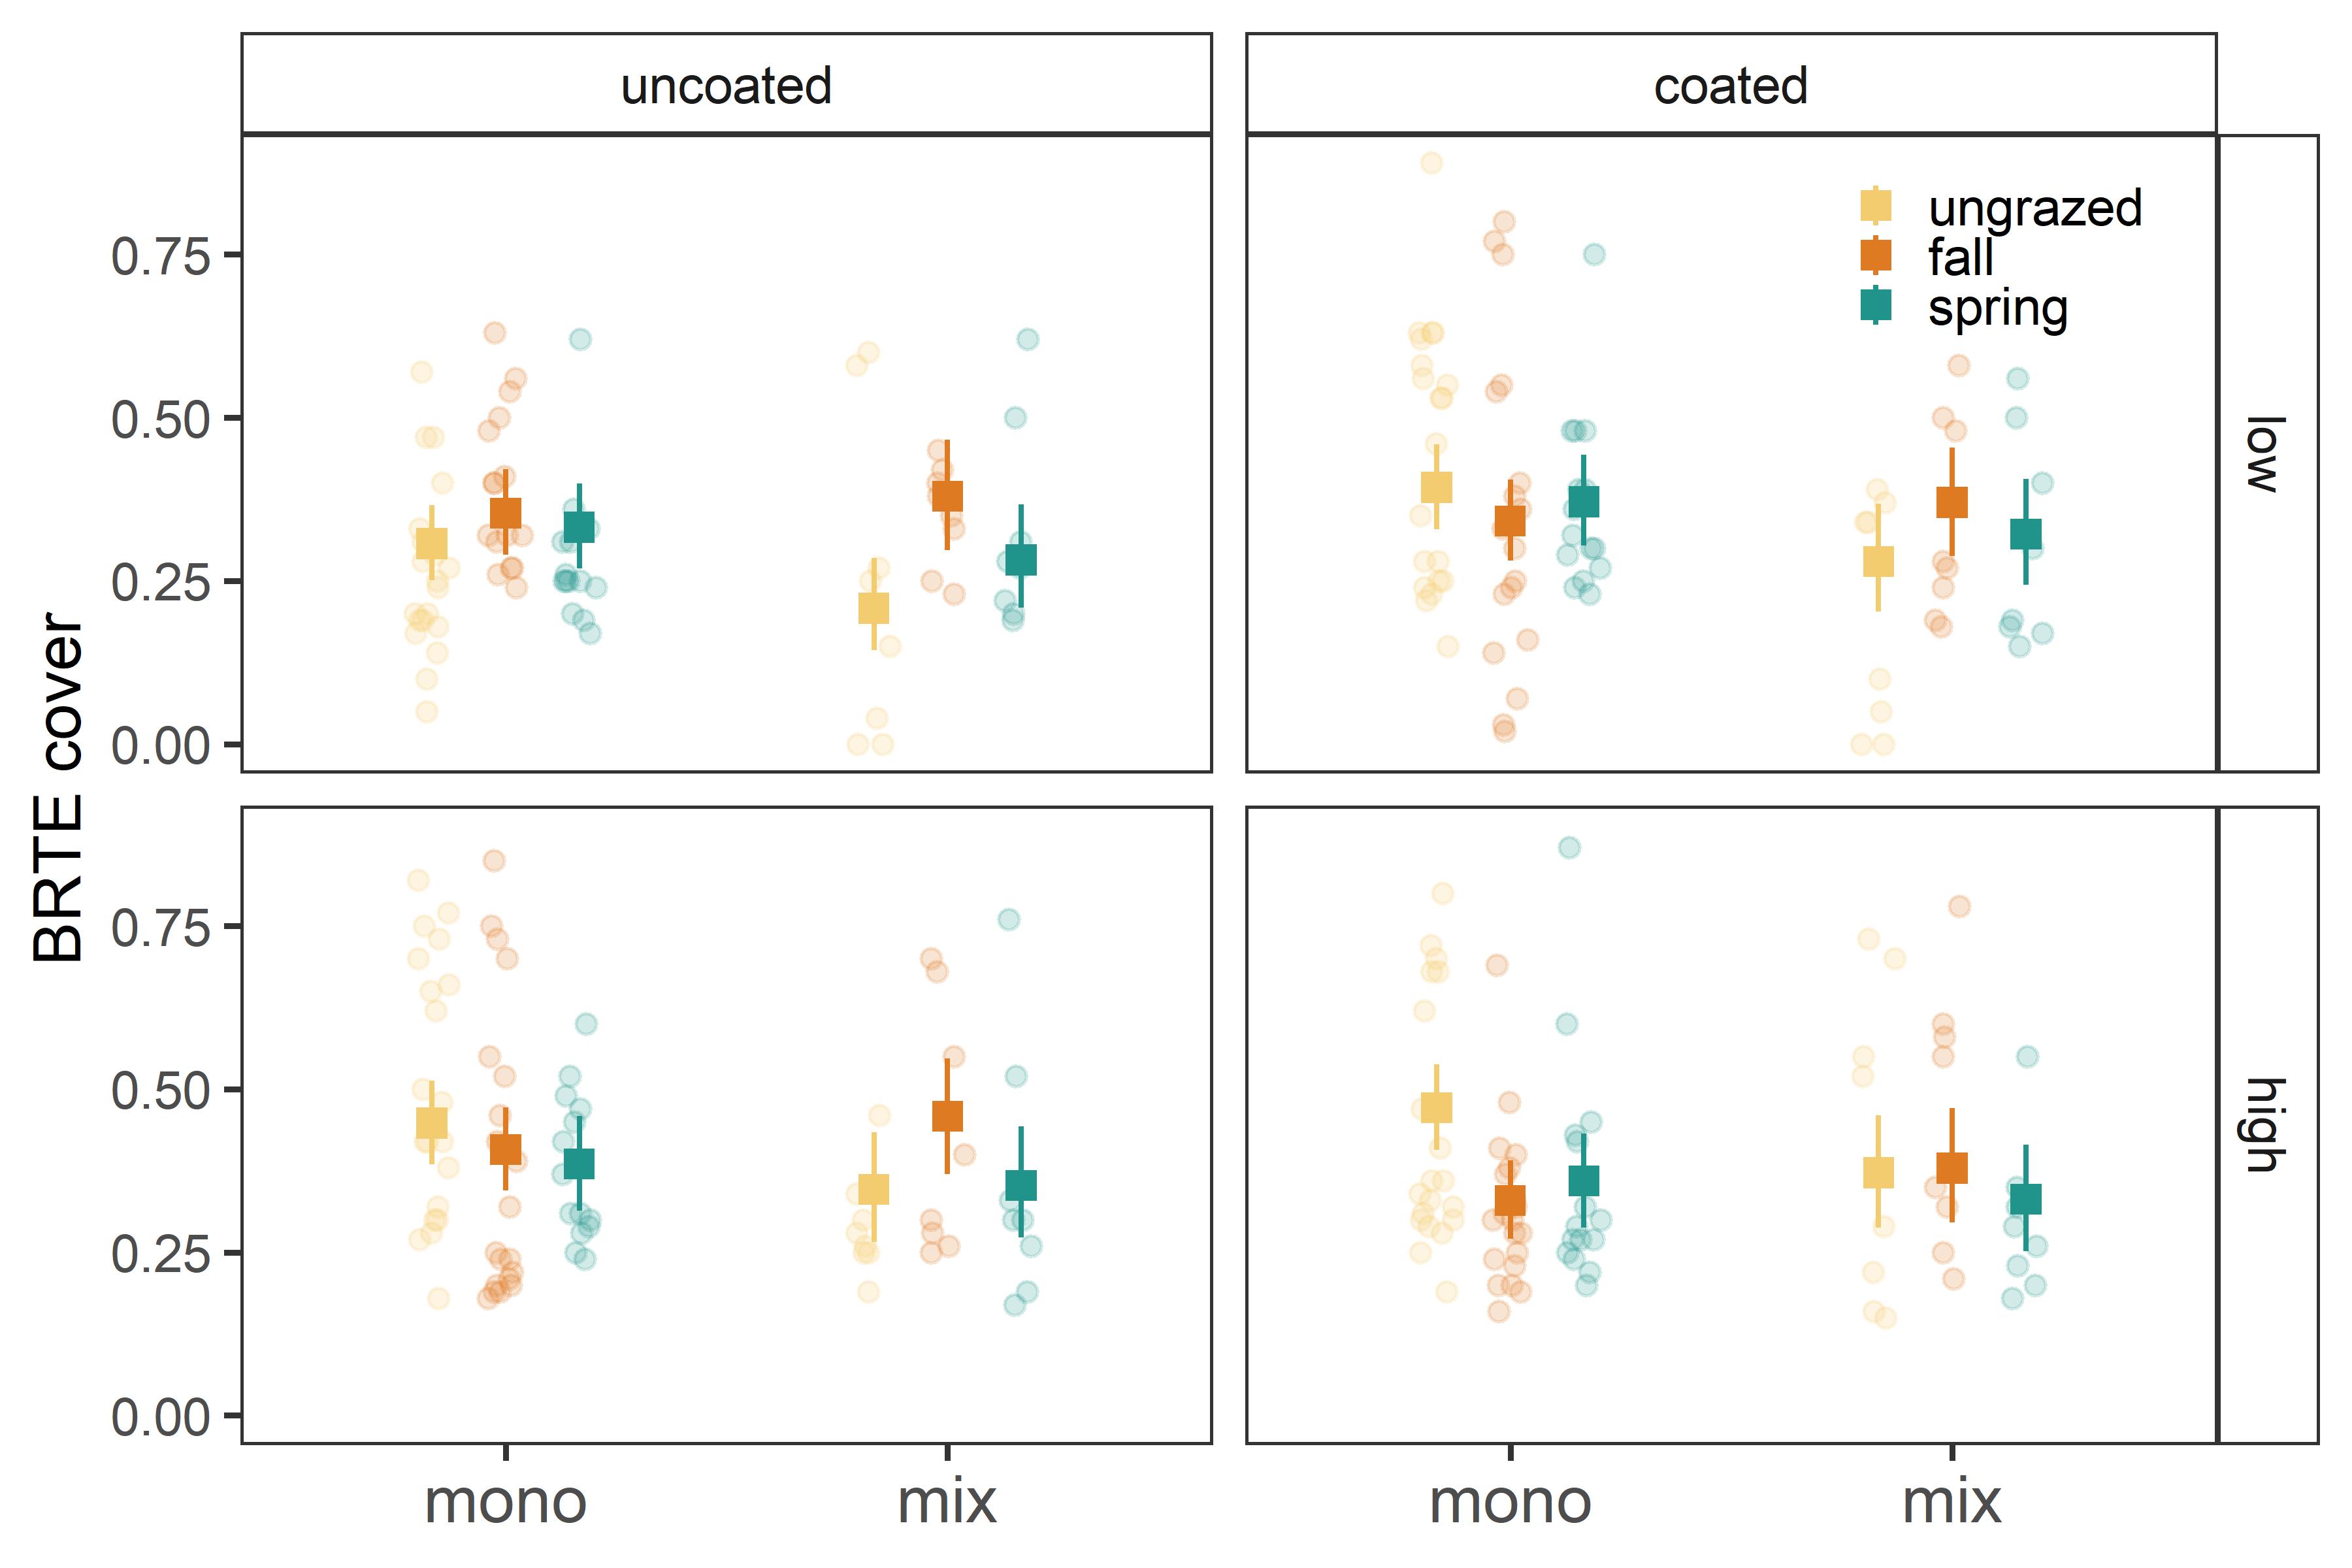 uncoated
coated
ungrazed
fall
spring
0.75
0.50
0.25
0.00
low
BRTE cover
0.75
0.50
0.25
0.00
high
mono
mix
mono
mix